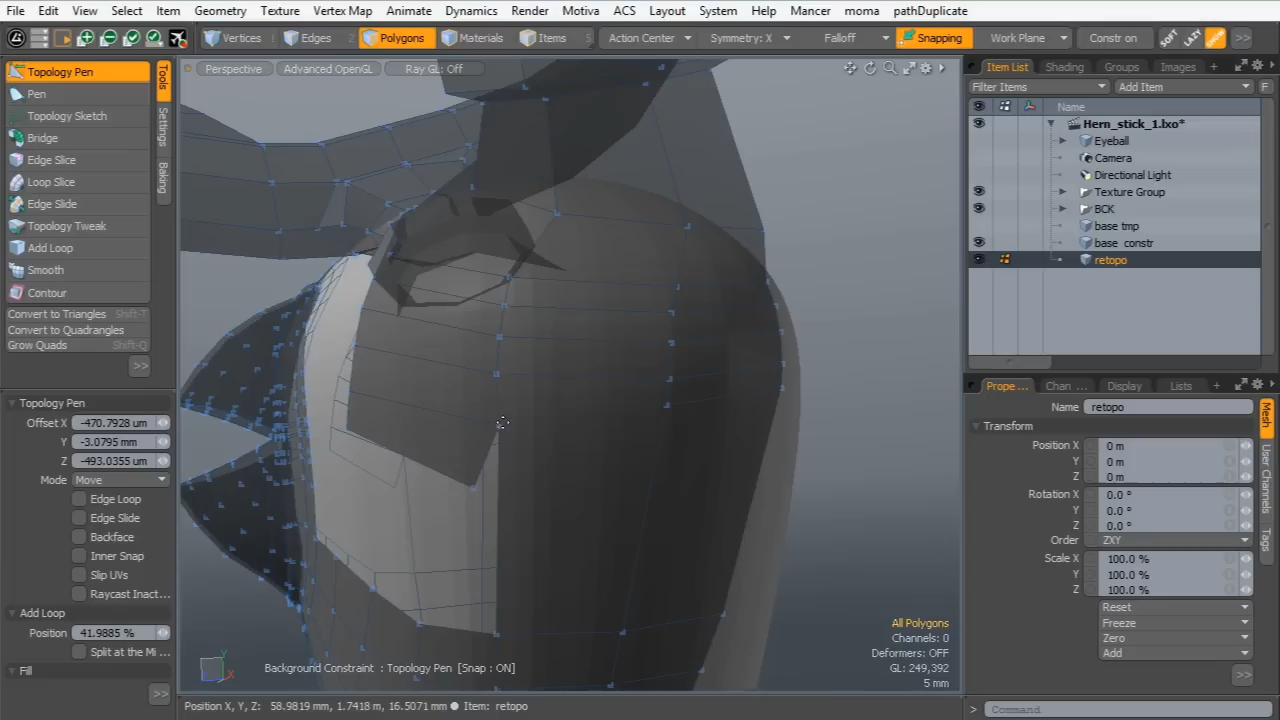 File Edit View Select Item Geometry Texture Vertex Map Animate Dynamics Render Motiva ACS Layout System Help Mancer moma pathDuplicate
Vertices Edges 2 Polygons Materials Items 5 Action Center Symmetry: X Falloff Snapping Work Plane Constr on SOFT LAZY SHOW >>
Topology Pen
Pen
Topology Sketch
Bridge
Edge Slice
Loop Slice
Edge Slide
Topology Tweak
Add Loop
Smooth
Contour
Convert to Triangles Shift-T
Convert to Quadrangles
Grow Quads Shift-Q
>>
Tools
Settings
Baking
Topology Pen
Offset X -470.7928 um
Y -3.0795 mm
Z -493.0355 um
Mode Move
Edge Loop
Edge Slide
Backface
Inner Snap
Slip UVs
Raycast Inact...
Add Loop
Position 41.9885 %
Split at the Mi ...
Fill
>>
Perspective Advanced OpenGL Ray GL: Off
All Polygons
Channels: 0
Deformers: OFF
GL: 249,392
5 mm
Background Constraint : Topology Pen [Snap : ON]
Y
X
Position X, Y, Z: 58.9819 mm, 1.7418 m, 16.5071 mm Item: retopo
Item List Shading Groups Images +
Filter Items Add Item F
Name
Hern_stick_1.lxo*
Eyeball
Camera
Directional Light
Texture Group
BCK
base tmp
base_constr
retopo
Prope ... Chan ... Display Lists +
Name retopo
Transform
Position X 0 m
Y 0 m
Z 0 m
Rotation X 0.0 °
Y 0.0 °
Z 0.0 °
Order ZXY
Scale X 100.0 %
Y 100.0 %
Z 100.0 %
Reset
Freeze
Zero
Add
>>
Mesh
User Channels
Tags
> Command